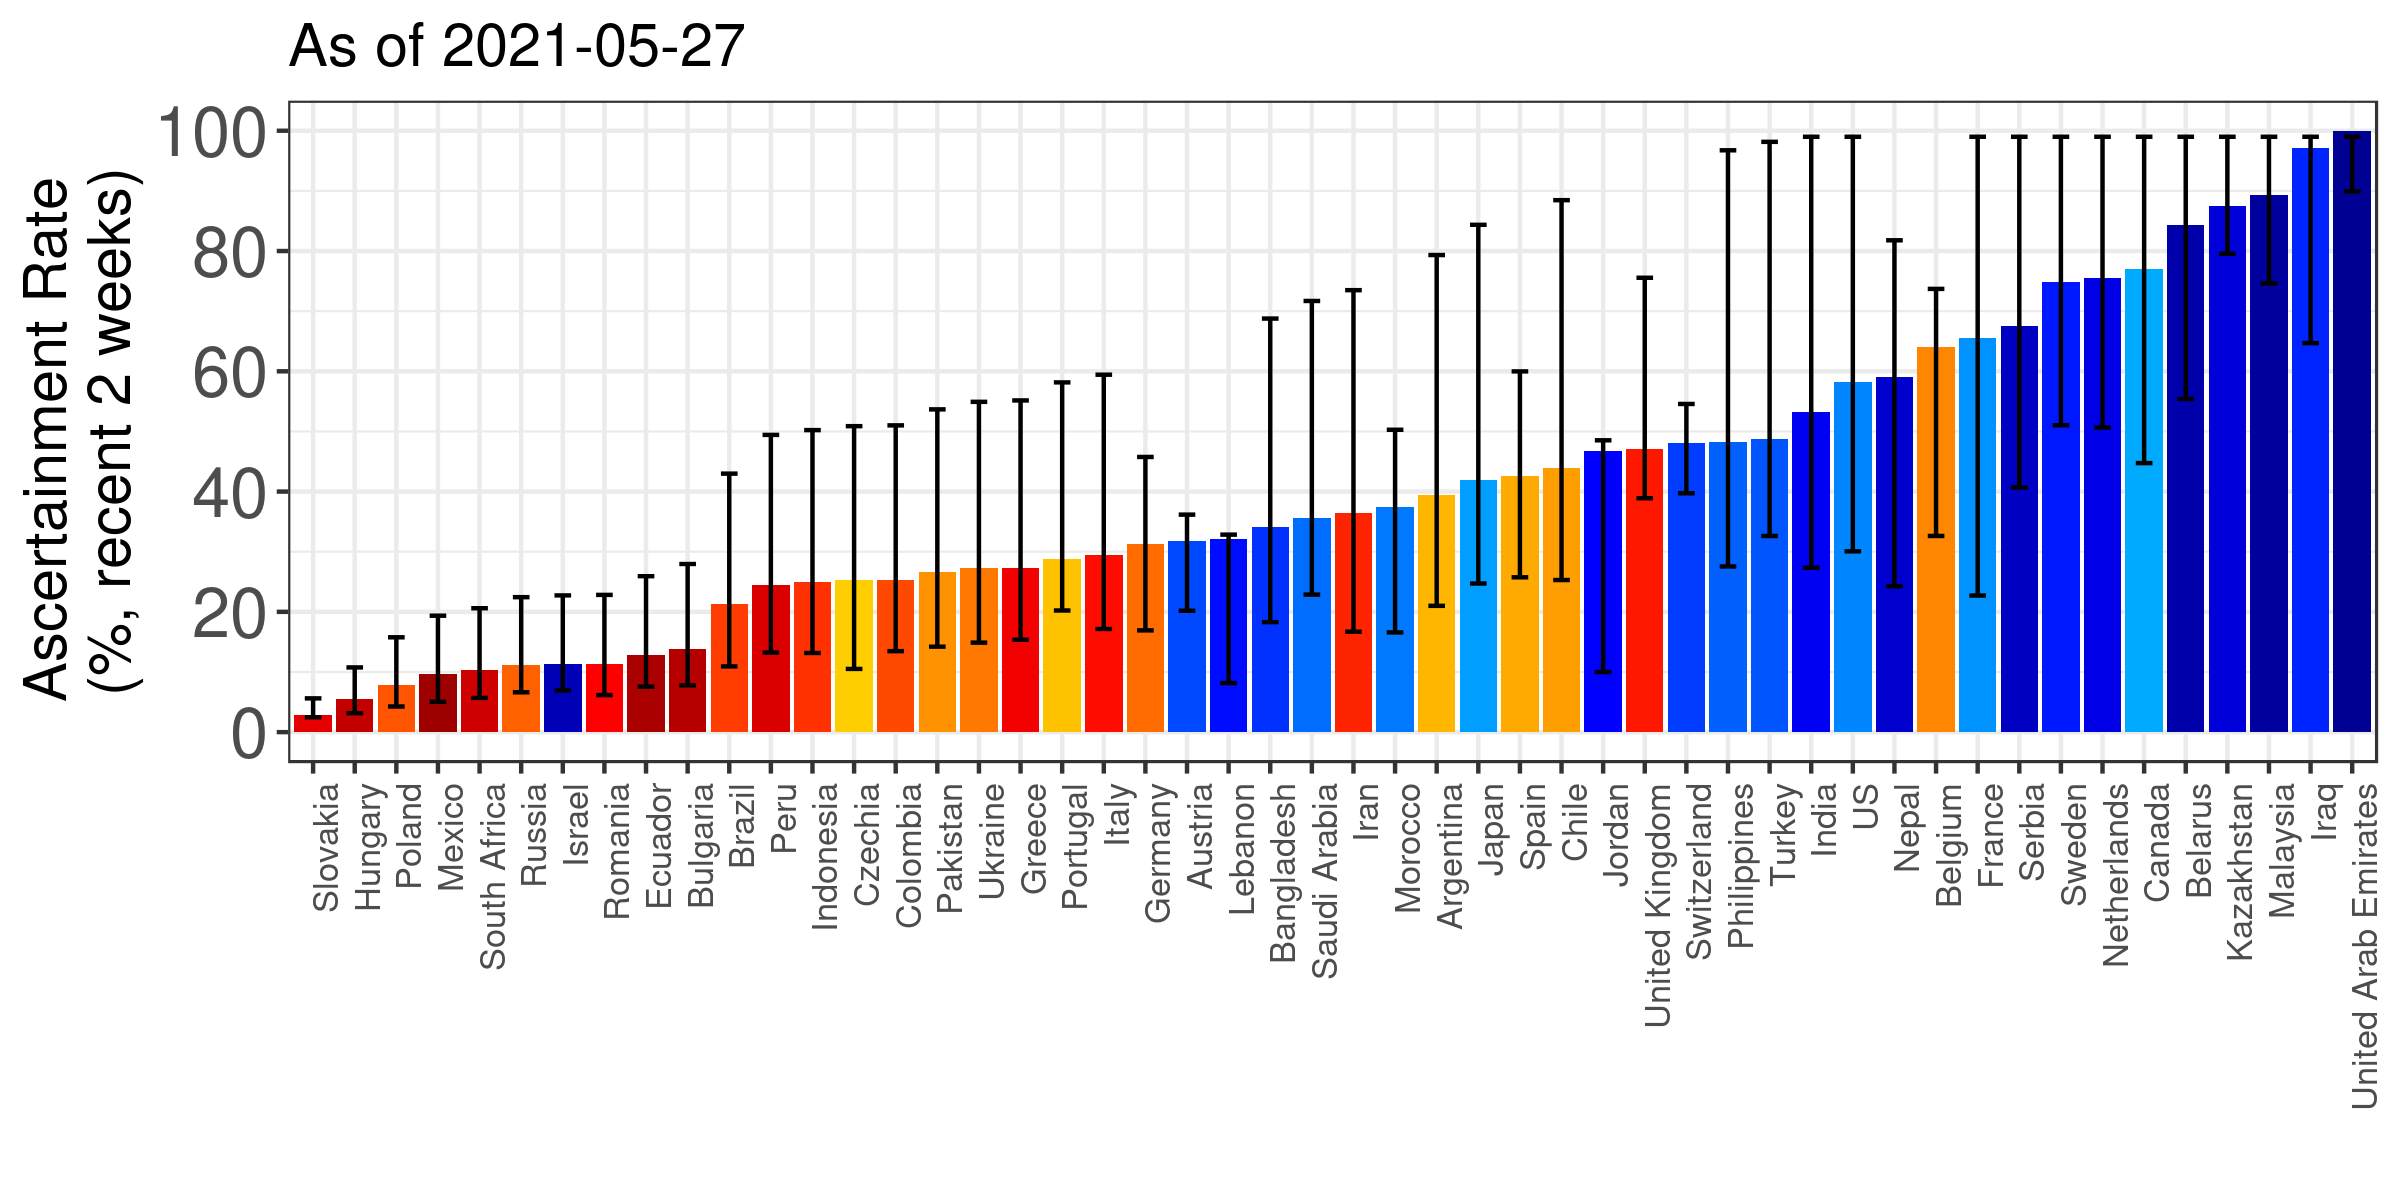 As of 2021-05-27
Ascertainment Rate
(%, recent 2 weeks)
100
80
60
40
20
0
Slovakia
Hungary
Poland
Mexico
South Africa
Russia
Israel
Romania
Ecuador
Bulgaria
Brazil
Peru
Indonesia
Czechia
Colombia
Pakistan
Ukraine
Greece
Portugal
Italy
Germany
Austria
Lebanon
Bangladesh
Saudi Arabia
Iran
Morocco
Argentina
Japan
Spain
Chile
Jordan
United Kingdom
Switzerland
Philippines
Turkey
India
US
Nepal
Belgium
France
Serbia
Sweden
Netherlands
Canada
Belarus
Kazakhstan
Malaysia
Iraq
United Arab Emirates